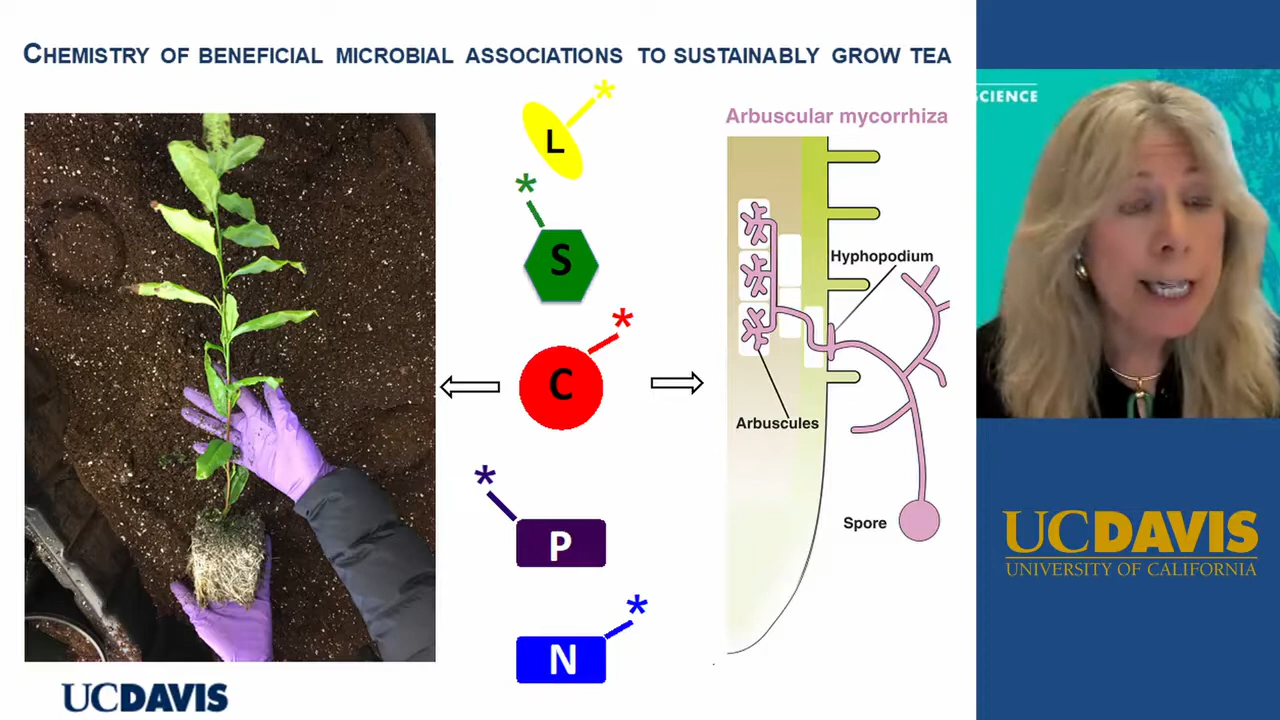 CHEMISTRY OF BENEFICIAL MICROBIAL ASSOCIATIONS TO SUSTAINABLY GROW TEA
*
L
*
S
*
C
*
P
*
N
Arbuscular mycorrhiza
Hyphopodium
Arbuscules
Spore
UCDAVIS
SCIENCE
UCDAVIS
UNIVERSITY OF CALIFORNIA